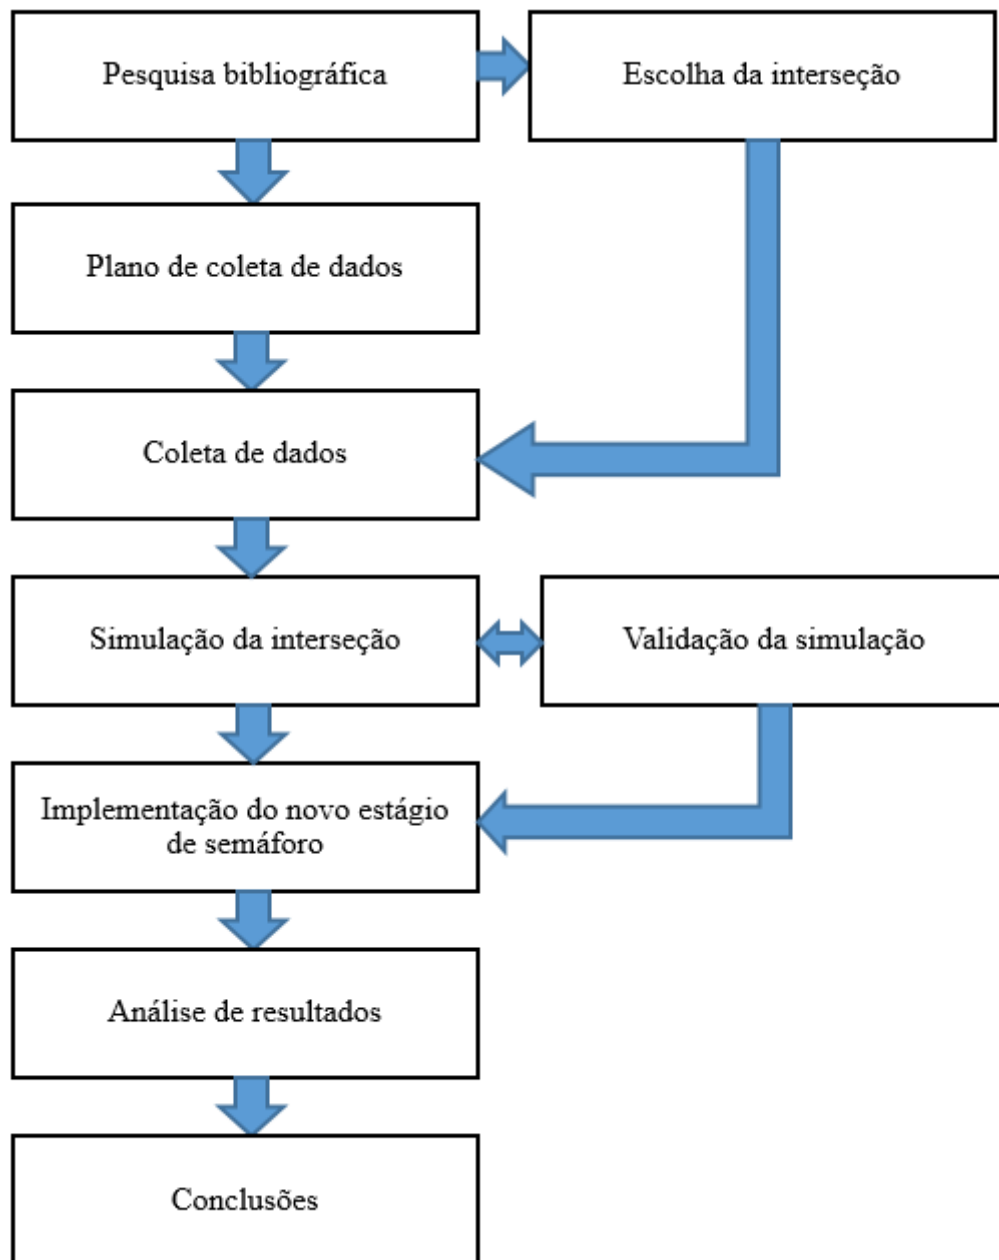 Pesquisa bibliográfica
Escolha da interseção
Plano de coleta de dados
Coleta de dados
Simulação da interseção
Validação da simulação
Implementação do novo estágio
de semáforo
Análise de resultados
Conclusões